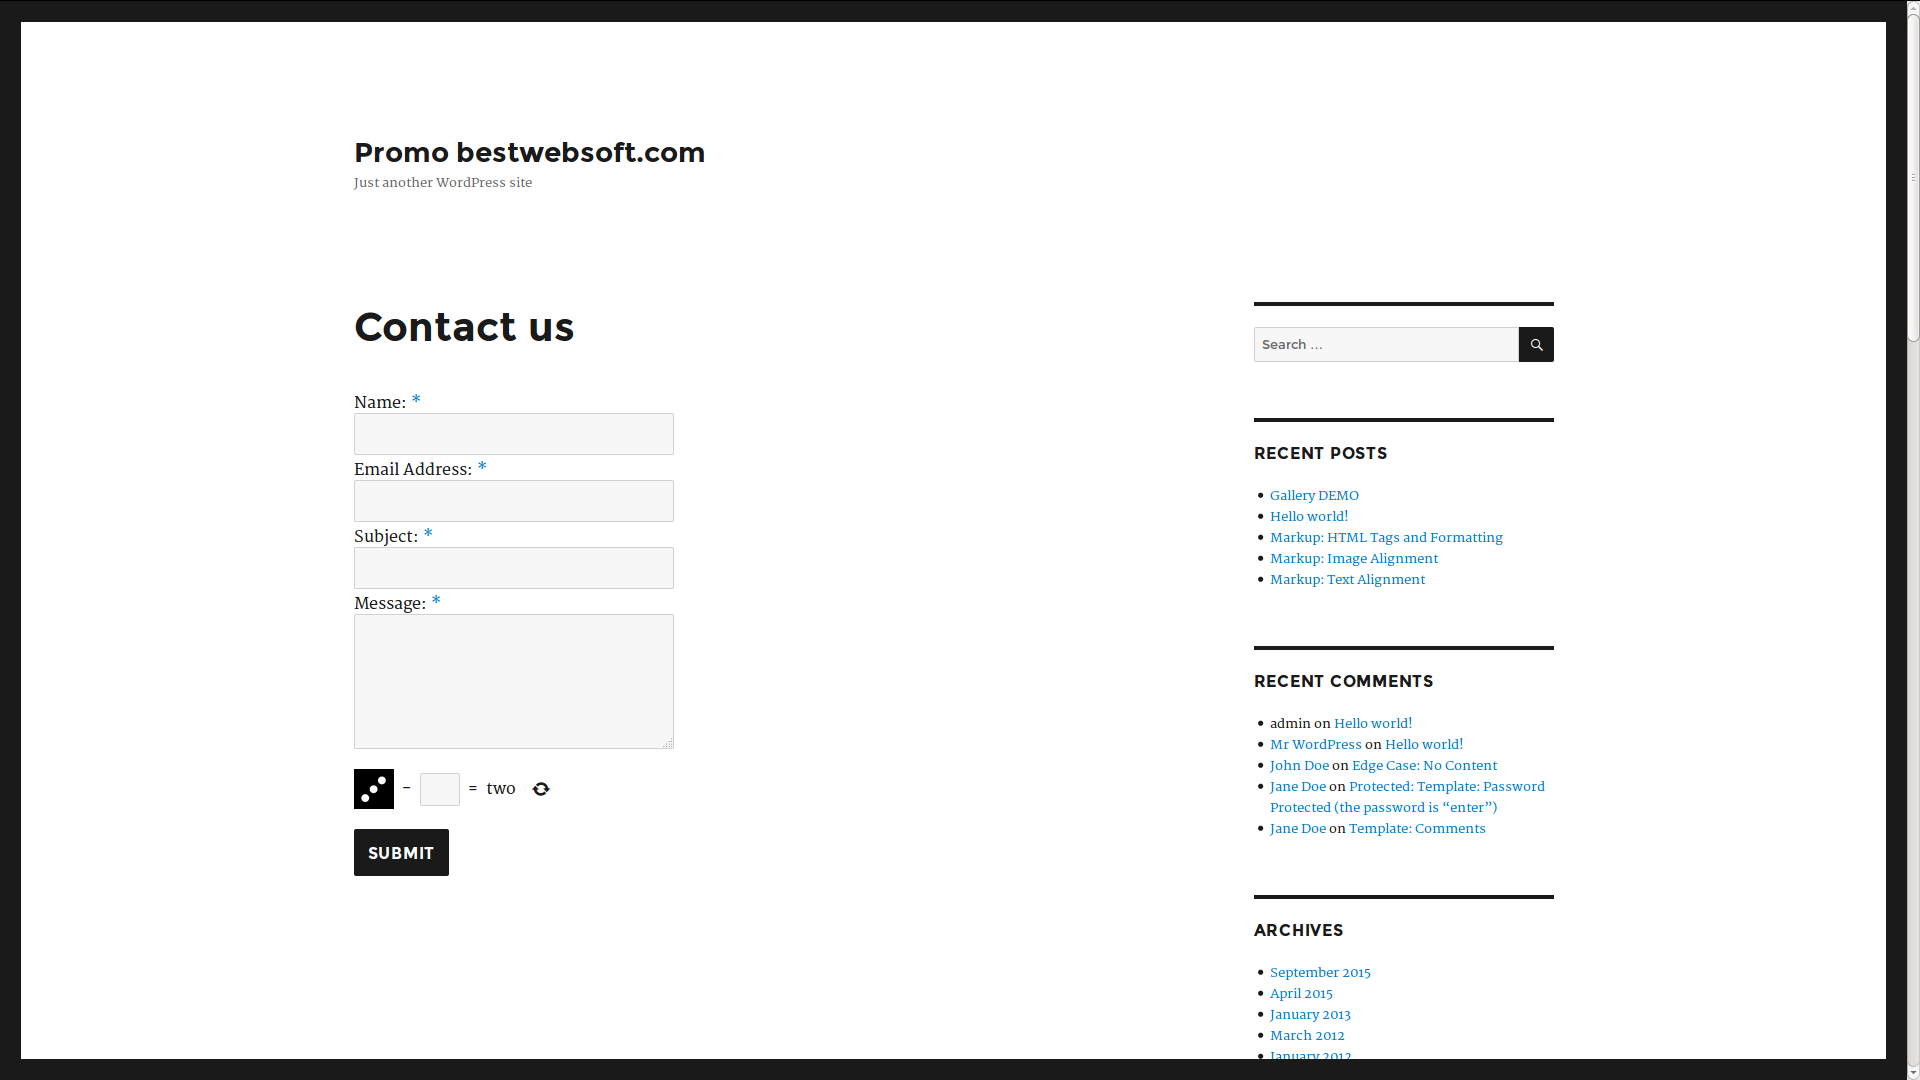 Promo bestwebsoft.com
Just another WordPress site
Contact us
Name: *
Email Address: *
Subject: *
Message: *
- = two
SUBMIT
Search ...
RECENT POSTS
Gallery DEMO
Hello world!
Markup: HTML Tags and Formatting
Markup: Image Alignment
Markup: Text Alignment
RECENT COMMENTS
admin on Hello world!
Mr WordPress on Hello world!
John Doe on Edge Case: No Content
Jane Doe on Protected: Template: Password
Protected (the password is “enter”)
Jane Doe on Template: Comments
ARCHIVES
September 2015
April 2015
January 2013
March 2012
January 2012